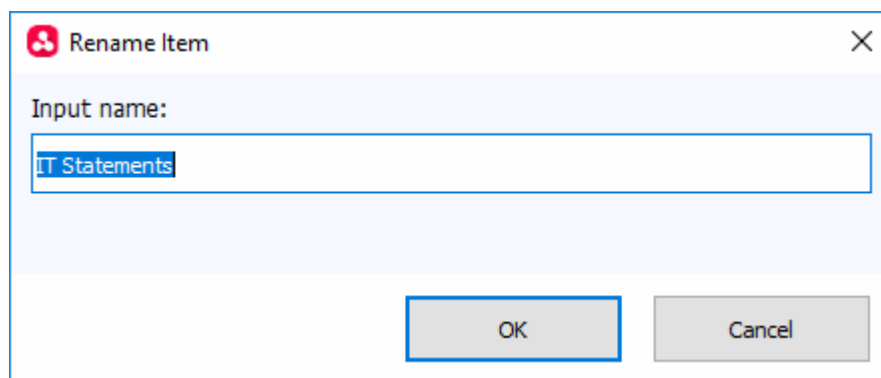 Rename Item
Input name:
IT Statements
OK
Cancel